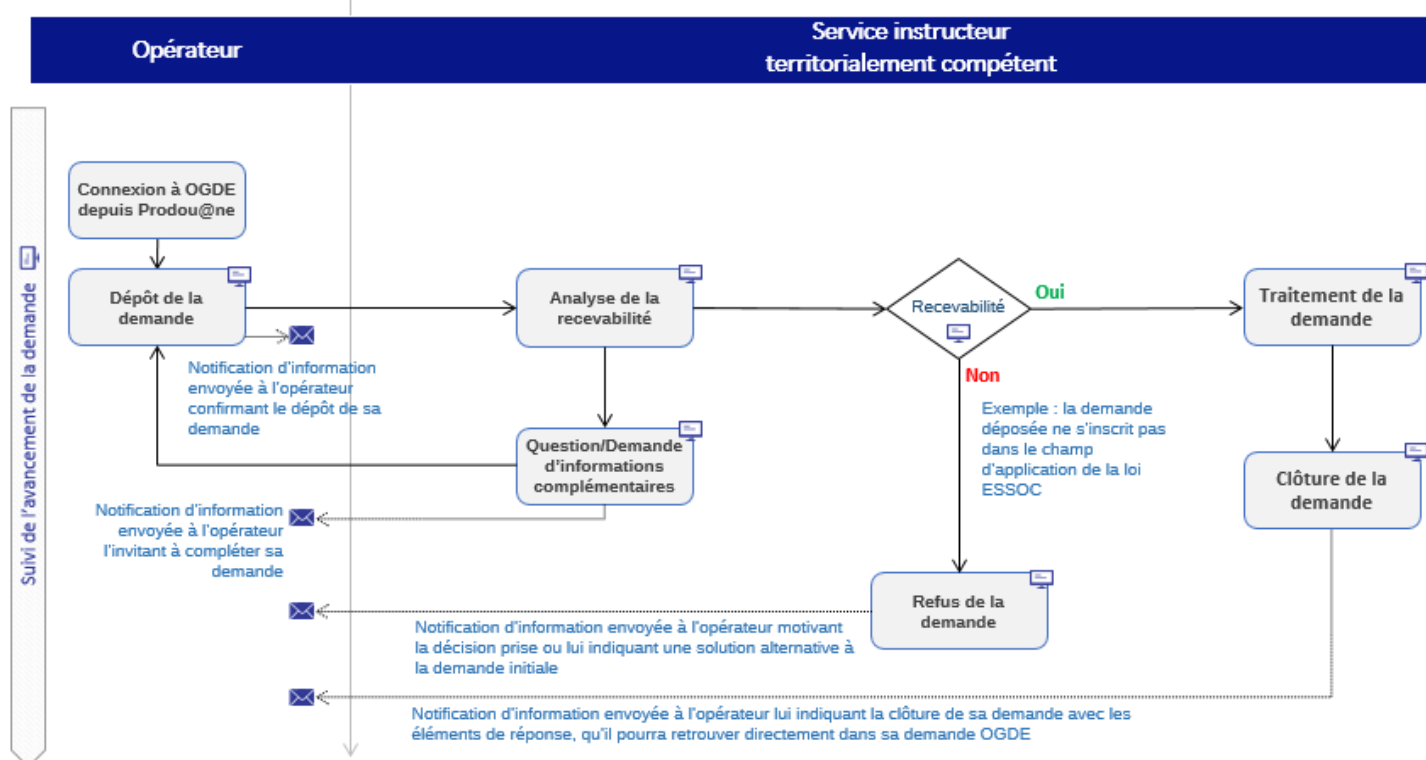 Opérateur
Service instructeur
territorialement compétent
Suivi de l'avancement de la demande
Connexion à OGDE
depuis Prodou@ne
Dépôt de la
demande
Notification d'information
envoyée à l'opérateur
confirmant le dépôt de sa
demande
Analyse de la
recevabilité
Recevabilité
Oui
Non
Traitement de la
demande
Exemple : la demande
déposée ne s'inscrit pas
dans le champ
d'application de la loi
ESSOC
Question/Demande
d'informations
complémentaires
Clôture de la
demande
Notification d'information
envoyée à l'opérateur
l'invitant à compléter sa
demande
Refus de la
demande
Notification d'information envoyée à l'opérateur motivant
la décision prise ou lui indiquant une solution alternative à
la demande initiale
Notification d'information envoyée à l'opérateur lui indiquant la clôture de sa demande avec les
éléments de réponse, qu'il pourra retrouver directement dans sa demande OGDE